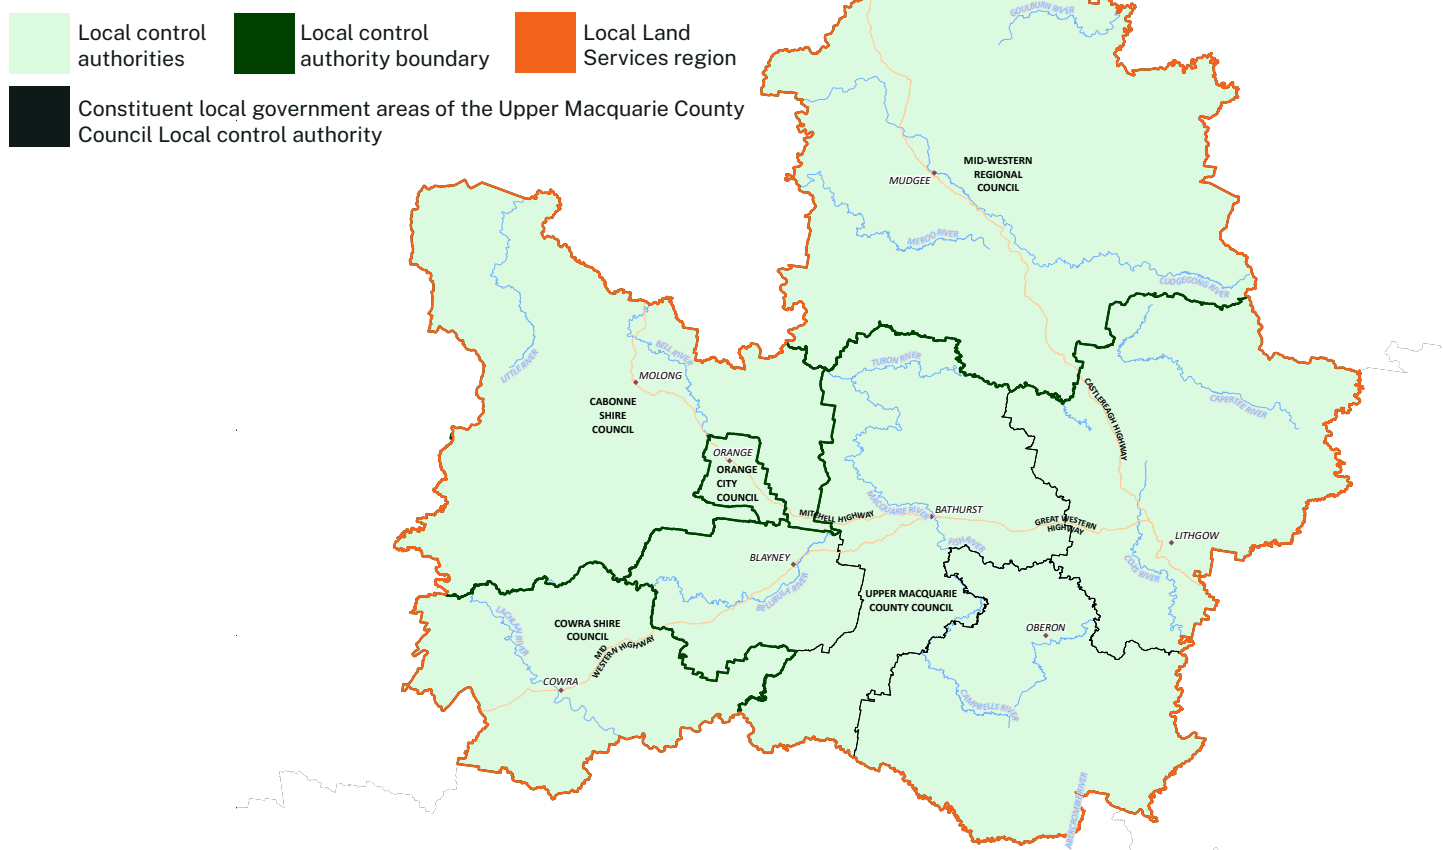 Local control
authorities
Local control
authority boundary
Local Land
Services region
Constituent local government areas of the Upper Macquarie County
Council Local control authority
GOULBURN RIVER
MID-WESTERN
REGIONAL
COUNCIL
MUDGEE
MEROO RIVER
CUDGEGONG RIVER
LITTLE RIVER
BELL RIVER
MOLONG
TURON RIVER
CASTLEREAGH HIGHWAY
CAPERTEE RIVER
CABONNE
SHIRE
COUNCIL
ORANGE
ORANGE
CITY
COUNCIL
MITCHELL HIGHWAY
MACQUARIE RIVER
BATHURST
GREAT WESTERN
HIGHWAY
LITHGOW
FISH RIVER
COXS RIVER
BLAYNEY
BELUBULA RIVER
UPPER MACQUARIE
COUNTY COUNCIL
LACHLAN RIVER
COWRA SHIRE
COUNCIL
MID
WESTERN HIGHWAY
OBERON
COWRA
CAMPBELLS RIVER
ABERCROMBIE RIVER